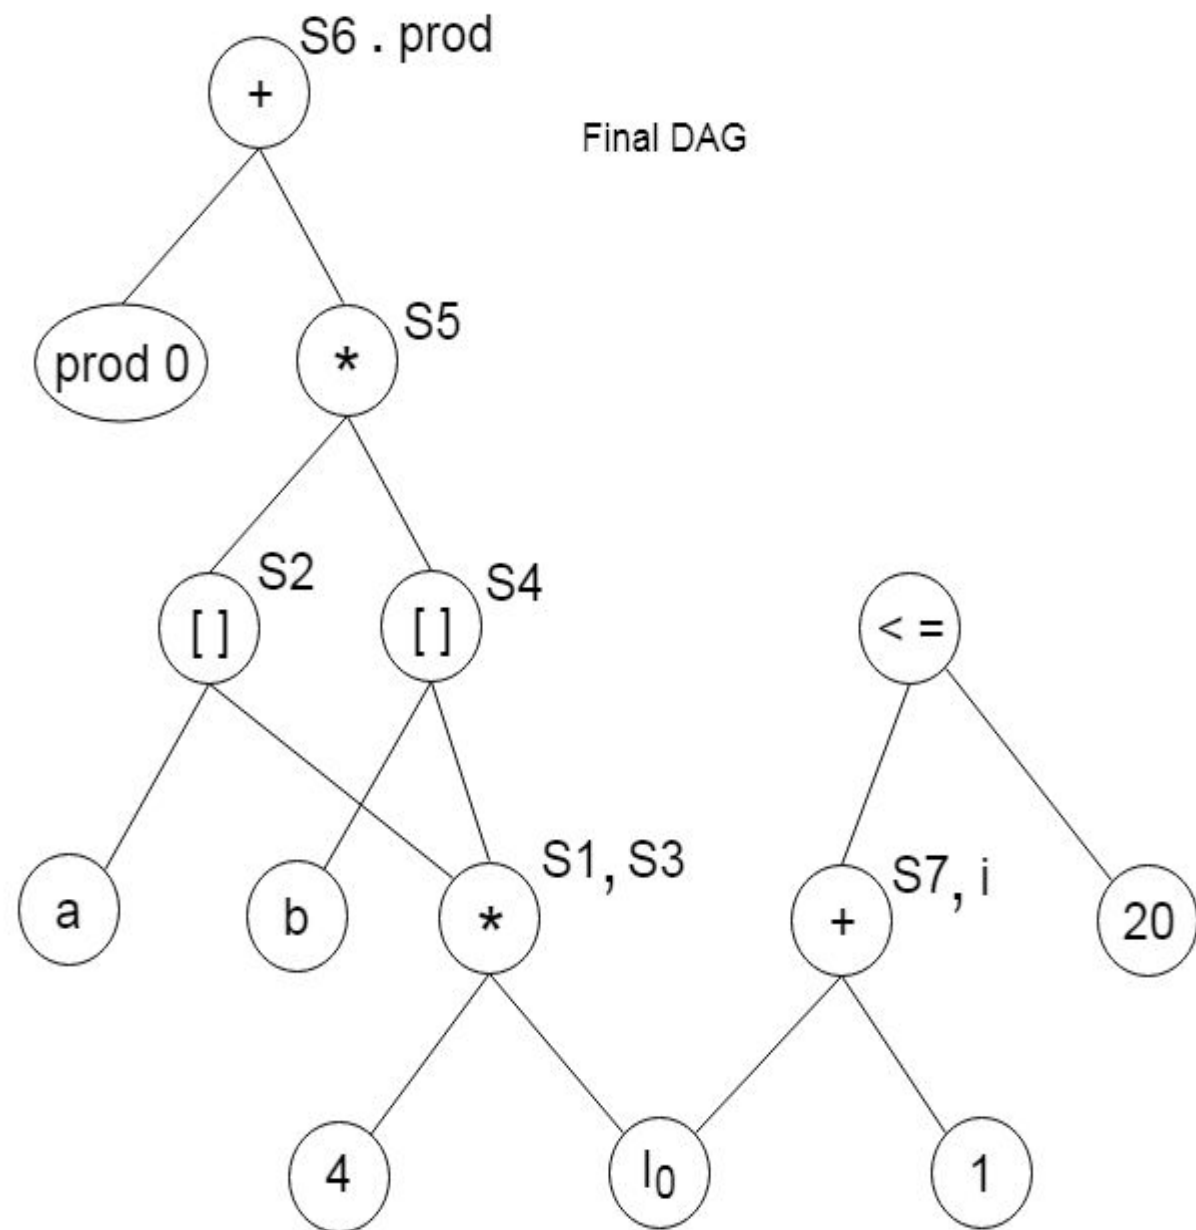 S6 . prod
+
Final DAG
prod 0
*
S5
[ ]
S2
[ ]
S4
< =
a
b
*
S1, S3
+
S7, i
20
4
I0
1